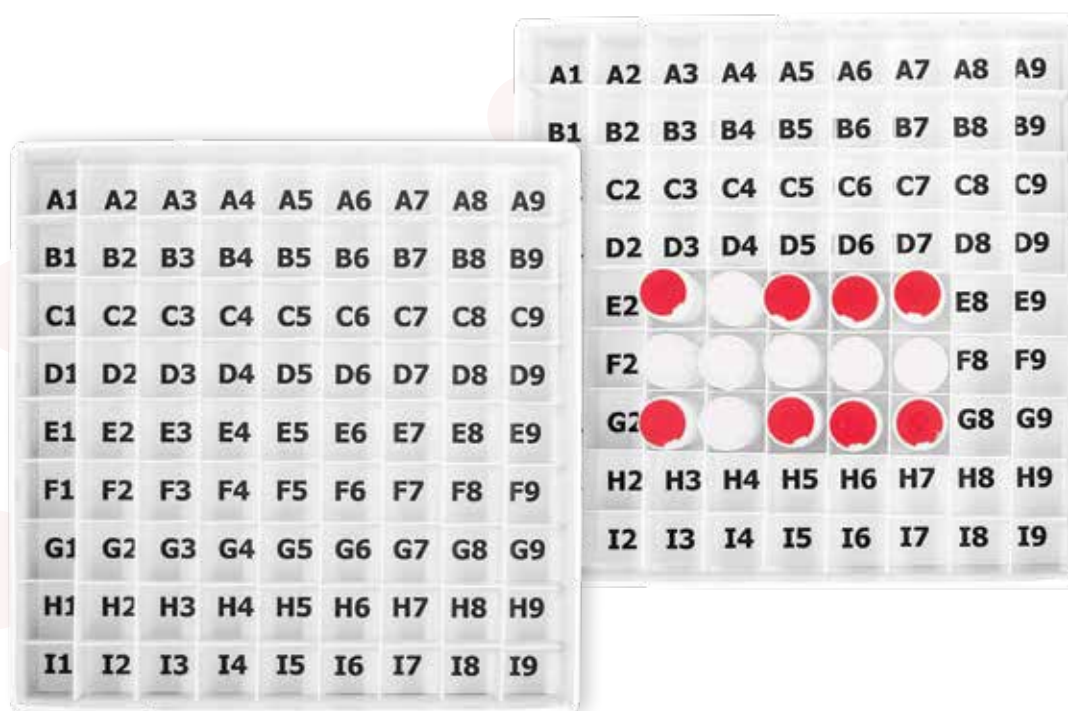 A1 A2 A3 A4 A5 A6 A7 A8 A9
B1 B2 B3 B4 B5 B6 B7 B8 B9
C2 C3 C4 C5 C6 C7 C8 C9
D2 D3 D4 D5 D6 D7 D8 D9
E2 E8 E9
F2 F8 F9
G2 G8 G9
H2 H3 H4 H5 H6 H7 H8 H9
I2 I3 I4 I5 I6 I7 I8 I9
A1 A2 A3 A4 A5 A6 A7 A8 A9
B1 B2 B3 B4 B5 B6 B7 B8 B9
C1 C2 C3 C4 C5 C6 C7 C8 C9
D1 D2 D3 D4 D5 D6 D7 D8 D9
E1 E2 E3 E4 E5 E6 E7 E8 E9
F1 F2 F3 F4 F5 F6 F7 F8 F9
G1 G2 G3 G4 G5 G6 G7 G8 G9
H1 H2 H3 H4 H5 H6 H7 H8 H9
I1 I2 I3 I4 I5 I6 I7 I8 I9